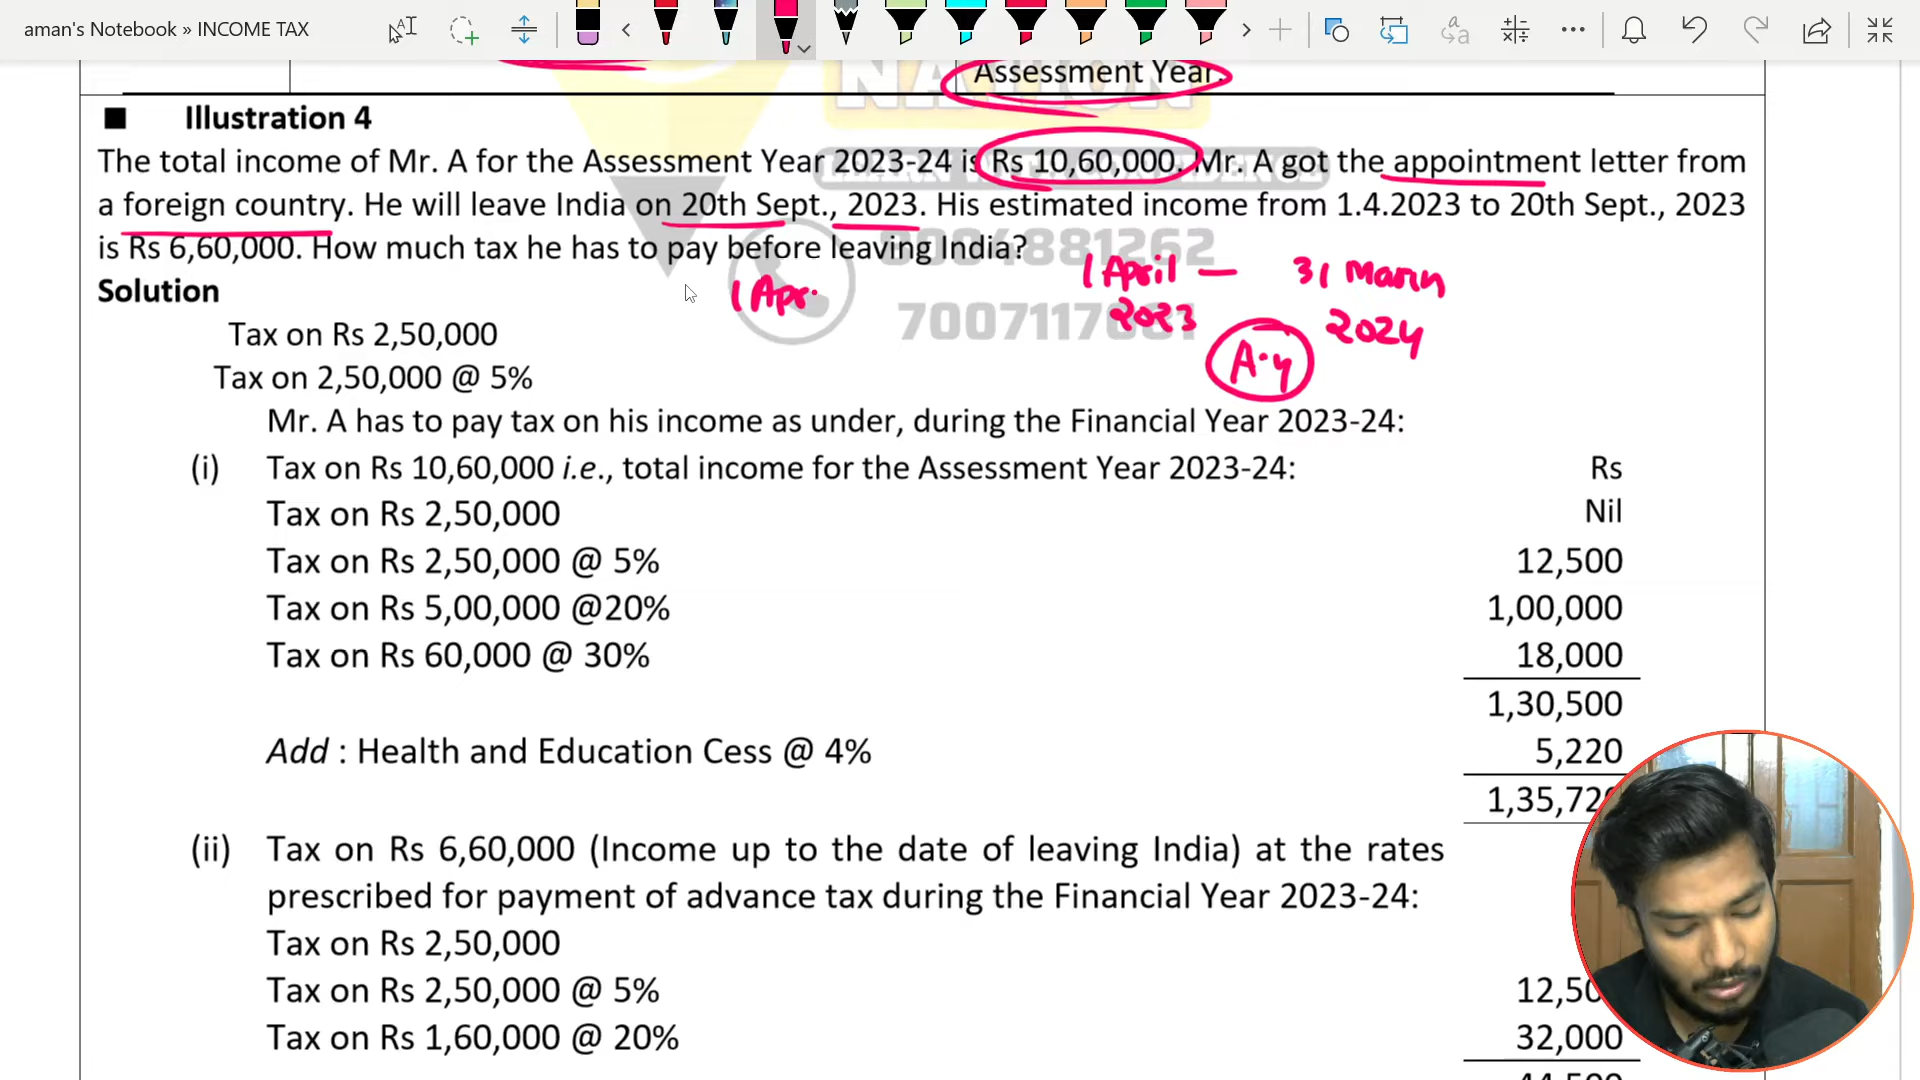 aman's Notebook » INCOME TAX
Assessment Year.
■ Illustration 4
The total income of Mr. A for the Assessment Year 2023-24 is Rs 10,60,000. Mr. A got the appointment letter from
a foreign country. He will leave India on 20th Sept., 2023. His estimated income from 1.4.2023 to 20th Sept., 2023
is Rs 6,60,000. How much tax he has to pay before leaving India?
1 April — 31 March
Solution
1 Apr.
2023
2024
A.y
Tax on Rs 2,50,000
Tax on 2,50,000 @ 5%
Mr. A has to pay tax on his income as under, during the Financial Year 2023-24:
(i) Tax on Rs 10,60,000 i.e., total income for the Assessment Year 2023-24: Rs
Tax on Rs 2,50,000 Nil
Tax on Rs 2,50,000 @ 5% 12,500
Tax on Rs 5,00,000 @20% 1,00,000
Tax on Rs 60,000 @ 30% 18,000
1,30,500
Add : Health and Education Cess @ 4% 5,220
(ii) Tax on Rs 6,60,000 (Income up to the date of leaving India) at the rates
prescribed for payment of advance tax during the Financial Year 2023-24:
Tax on Rs 2,50,000
Tax on Rs 2,50,000 @ 5%
Tax on Rs 1,60,000 @ 20% 32,000